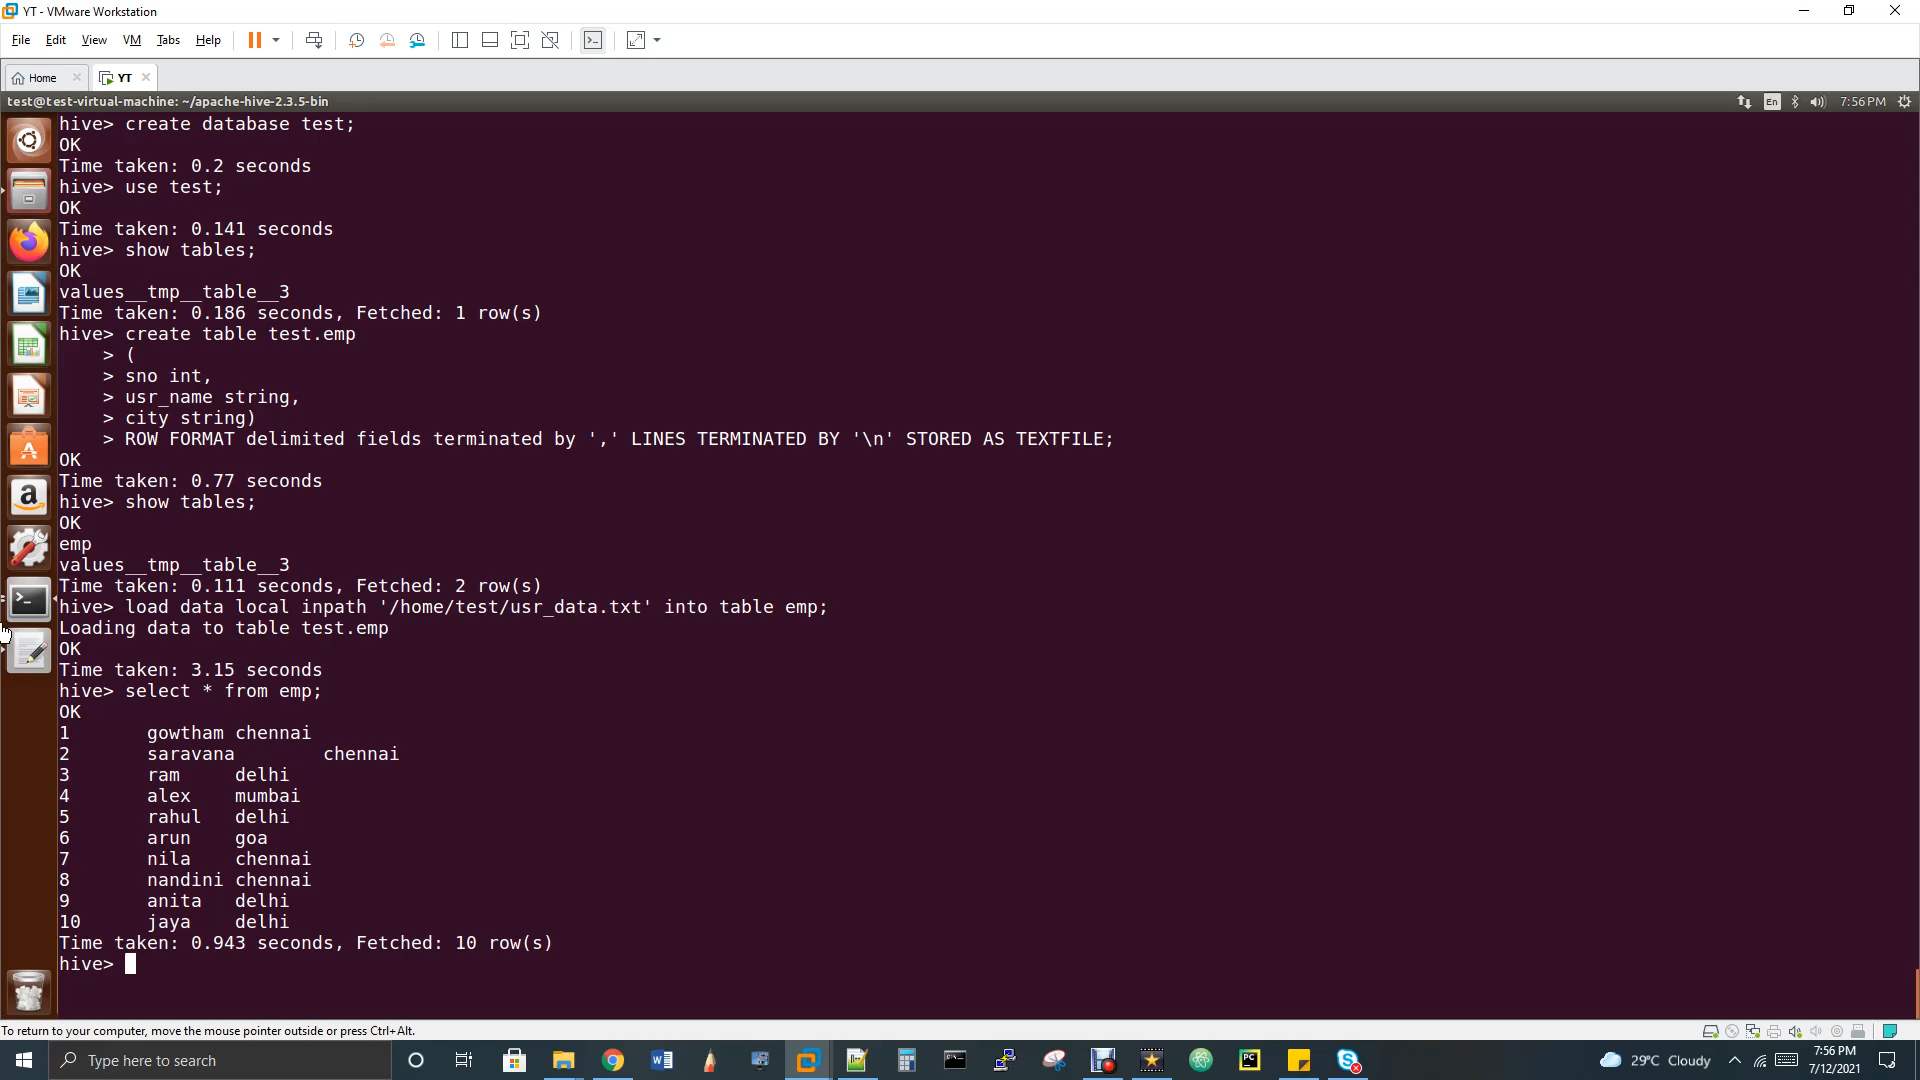 YT - VMware Workstation
File Edit View VM Tabs Help
Home
YT
test@test-virtual-machine: ~/apache-hive-2.3.5-bin
En
7:56 PM
hive> create database test;
OK
Time taken: 0.2 seconds
hive> use test;
OK
Time taken: 0.141 seconds
hive> show tables;
OK
values__tmp__table__3
Time taken: 0.186 seconds, Fetched: 1 row(s)
hive> create table test.emp
> (
> sno int,
> usr_name string,
> city string)
> ROW FORMAT delimited fields terminated by ',' LINES TERMINATED BY '\n' STORED AS TEXTFILE;
OK
Time taken: 0.77 seconds
hive> show tables;
OK
emp
values__tmp__table__3
Time taken: 0.111 seconds, Fetched: 2 row(s)
hive> load data local inpath '/home/test/usr_data.txt' into table emp;
Loading data to table test.emp
OK
Time taken: 3.15 seconds
hive> select * from emp;
OK
1 gowtham chennai
2 saravana chennai
3 ram delhi
4 alex mumbai
5 rahul delhi
6 arun goa
7 nila chennai
8 nandini chennai
9 anita delhi
10 jaya delhi
Time taken: 0.943 seconds, Fetched: 10 row(s)
hive>
To return to your computer, move the mouse pointer outside or press Ctrl+Alt.
Type here to search
29°C Cloudy
7:56 PM
7/12/2021